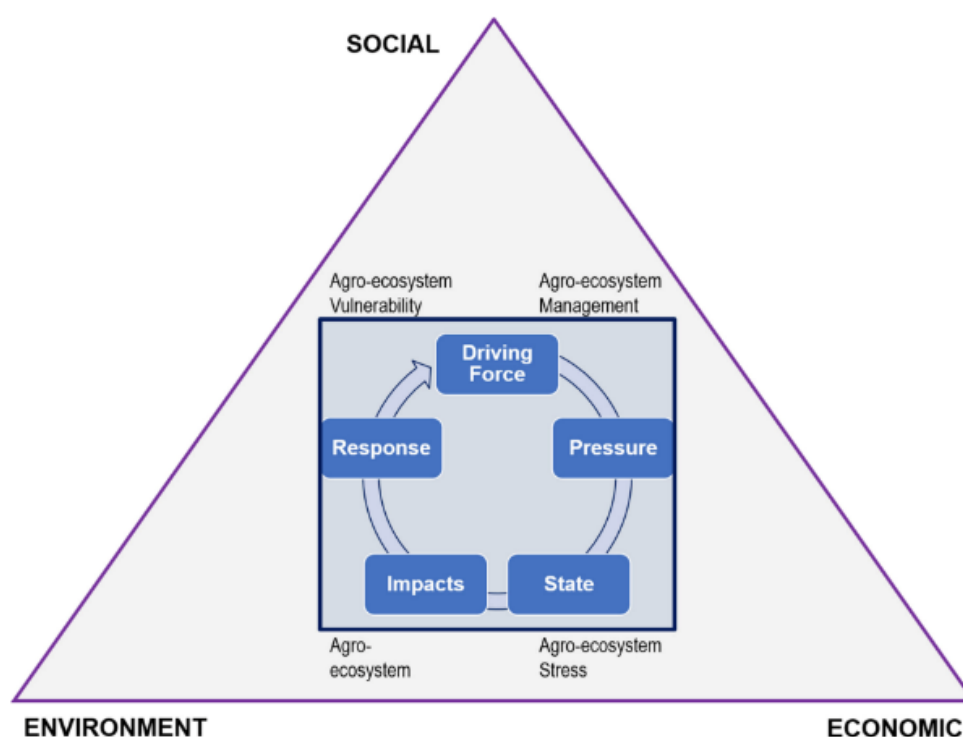 SOCIAL
Agro-ecosystem
Vulnerability
Agro-ecosystem
Management
Driving
Force
Response
Pressure
Impacts
State
Agro-
ecosystem
Agro-ecosystem
Stress
ENVIRONMENT
ECONOMIC